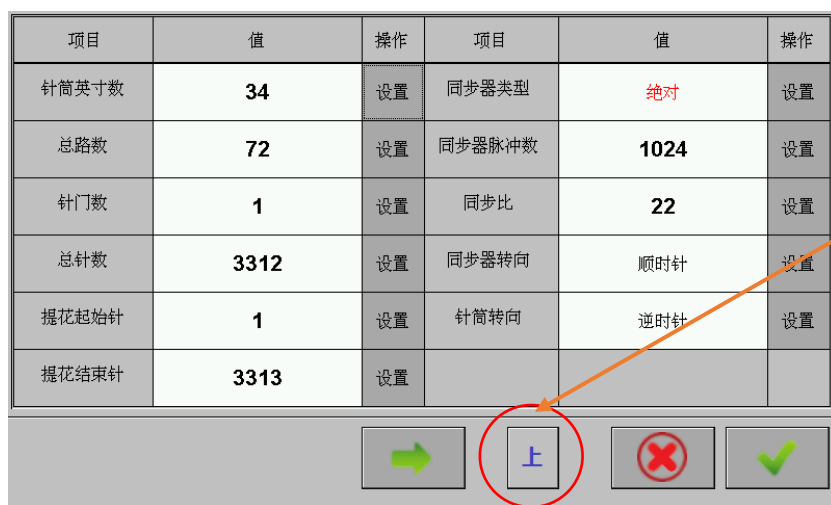 项目 值 操作 项目 值 操作
针筒英寸数 34 设置 同步器类型 绝对 设置
总路数 72 设置 同步器脉冲数 1024 设置
针门数 1 设置 同步比 22 设置
总针数 3312 设置 同步器转向 顺时针 设置
提花起始针 1 设置 针筒转向 逆时针 设置
提花结束针 3313 设置
上